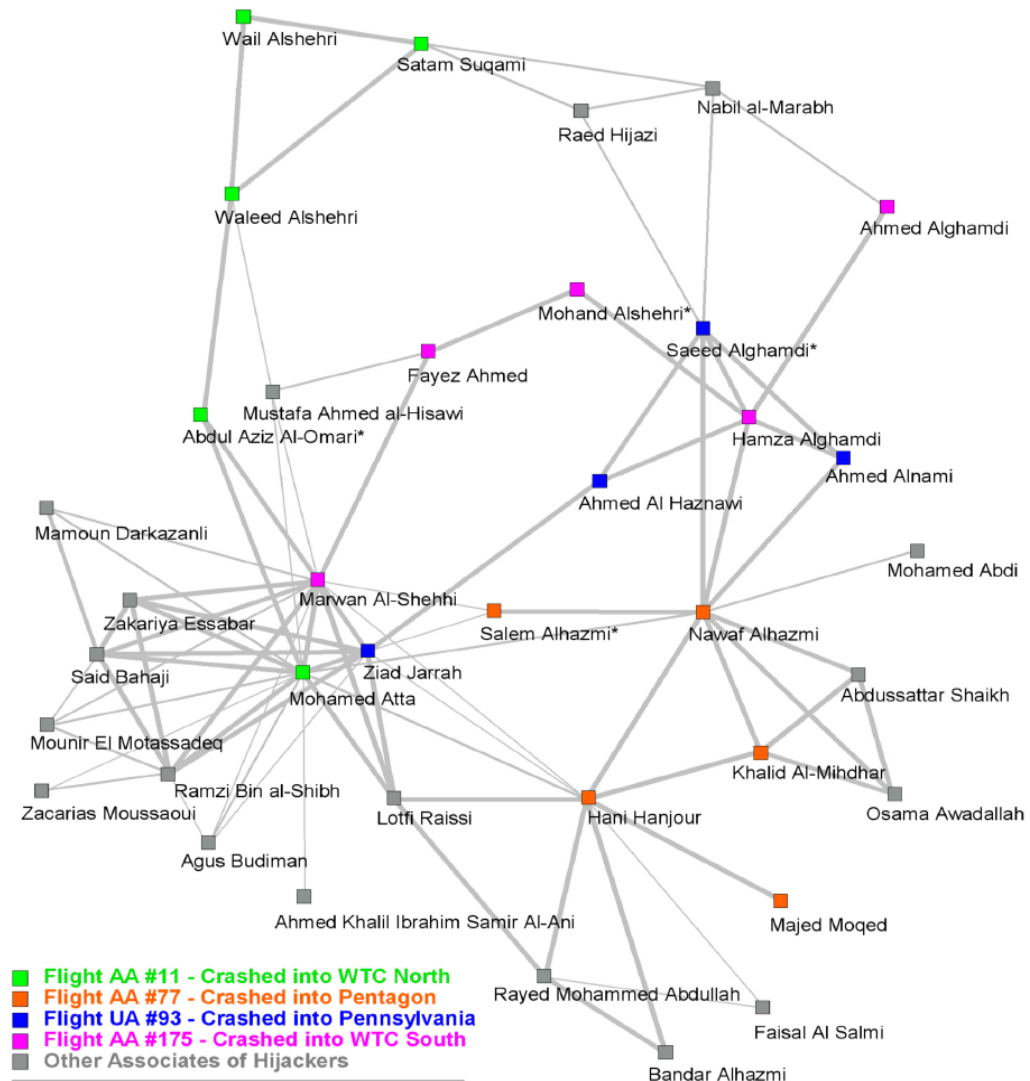 Wail Alshehri
Satam Suqami
Nabil al-Marabh
Raed Hijazi
Waleed Alshehri
Ahmed Alghamdi
Mohand Alshehri*
Saeed Alghamdi*
Fayez Ahmed
Mustafa Ahmed al-Hisawi
Abdul Aziz Al-Omari*
Hamza Alghamdi
Ahmed Alnami
Ahmed Al Haznawi
Mamoun Darkazanli
Mohamed Abdi
Marwan Al-Shehhi
Zakariya Essabar
Salem Alhazmi*
Nawaf Alhazmi
Said Bahaji
Ziad Jarrah
Mohamed Atta
Abdussattar Shaikh
Mounir El Motassadeq
Khalid Al-Mihdhar
Ramzi Bin al-Shibh
Zacarias Moussaoui
Lotfi Raissi
Hani Hanjour
Osama Awadallah
Agus Budiman
Ahmed Khalil Ibrahim Samir Al-Ani
Majed Moqed
Rayed Mohammed Abdullah
Faisal Al Salmi
Bandar Alhazmi
Flight AA #11 - Crashed into WTC North
Flight AA #77 - Crashed into Pentagon
Flight UA #93 - Crashed into Pennsylvania
Flight AA #175 - Crashed into WTC South
Other Associates of Hijackers